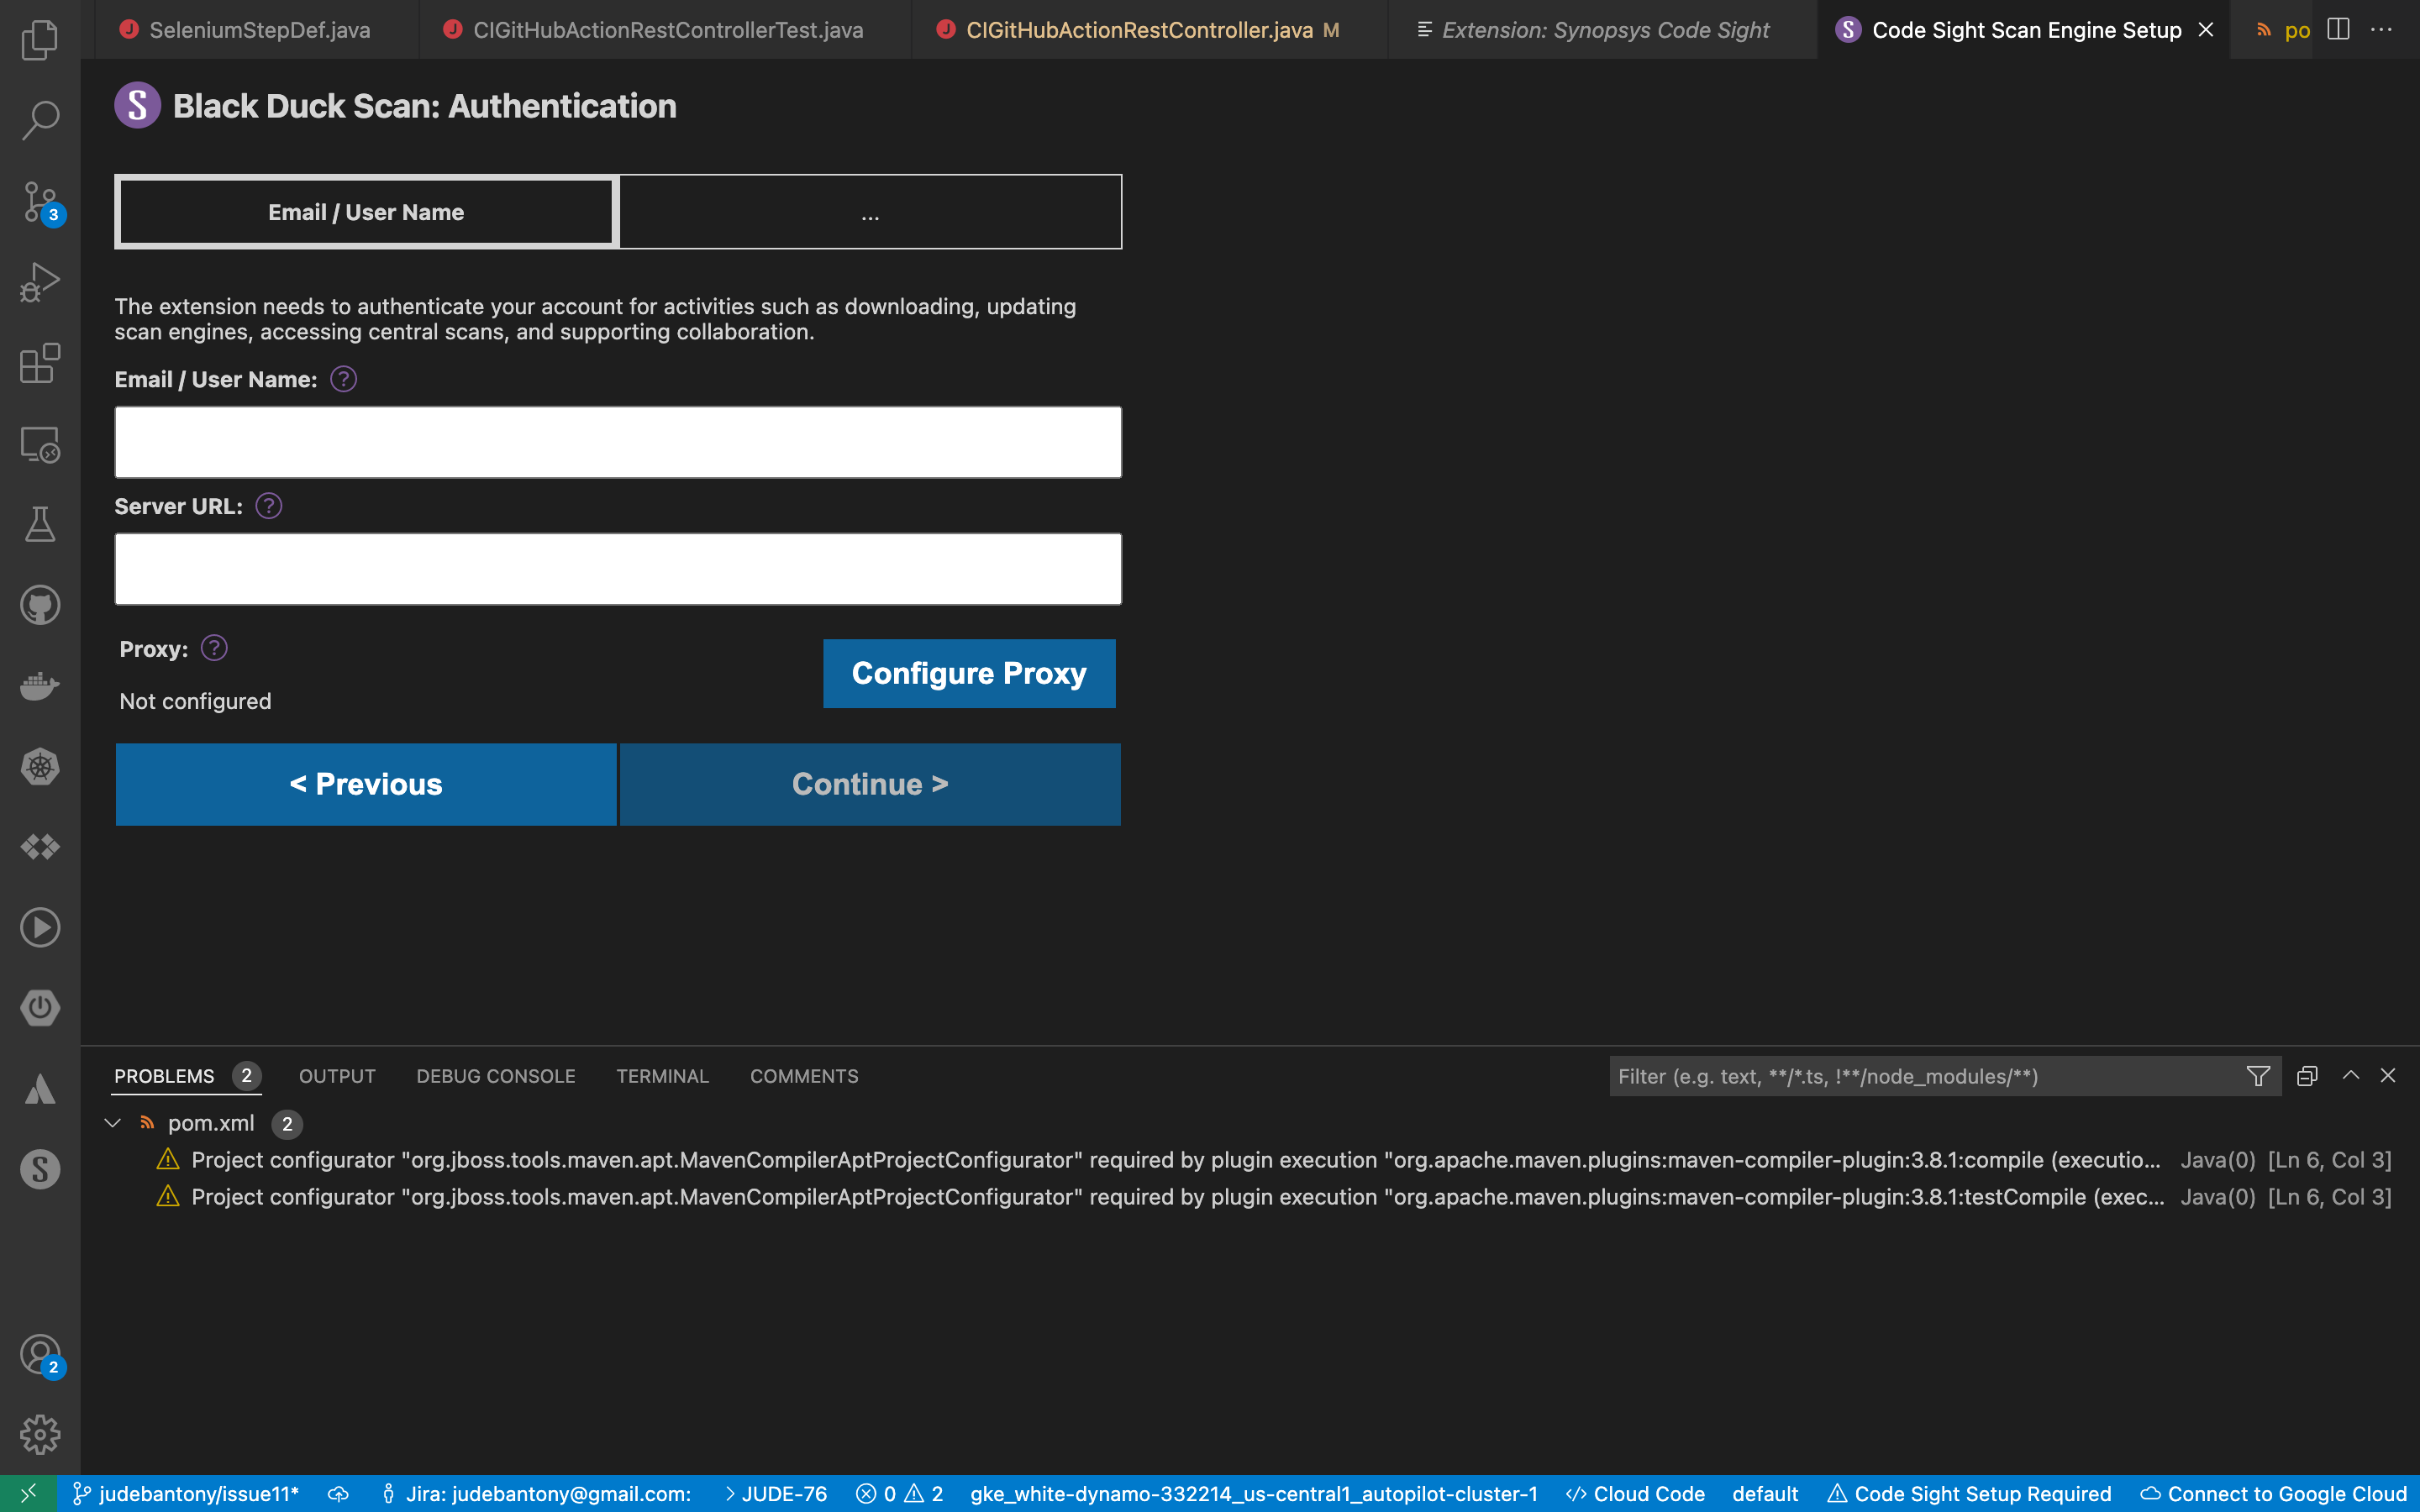 SeleniumStepDef.java
CIGitHubActionRestControllerTest.java
CIGitHubActionRestController.java M
Extension: Synopsys Code Sight
Code Sight Scan Engine Setup
po
Black Duck Scan: Authentication
Email / User Name
...
The extension needs to authenticate your account for activities such as downloading, updating
scan engines, accessing central scans, and supporting collaboration.
Email / User Name: ?
Server URL: ?
Proxy: ?
Configure Proxy
Not configured
< Previous
Continue >
3
PROBLEMS 2 OUTPUT DEBUG CONSOLE TERMINAL COMMENTS
Filter (e.g. text, **/*.ts, !**/node_modules/**)
pom.xml 2
Project configurator "org.jboss.tools.maven.apt.MavenCompilerAptProjectConfigurator" required by plugin execution "org.apache.maven.plugins:maven-compiler-plugin:3.8.1:compile (executio... Java(0) [Ln 6, Col 3]
Project configurator "org.jboss.tools.maven.apt.MavenCompilerAptProjectConfigurator" required by plugin execution "org.apache.maven.plugins:maven-compiler-plugin:3.8.1:testCompile (exec... Java(0) [Ln 6, Col 3]
2
judebantony/issue11* Jira: judebantony@gmail.com: > JUDE-76 0 2 gke_white-dynamo-332214_us-central1_autopilot-cluster-1 </> Cloud Code default Code Sight Setup Required Connect to Google Cloud